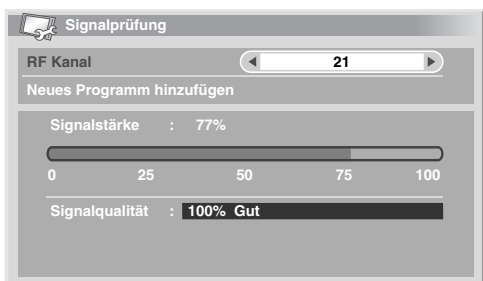 Signalprüfung
RF Kanal 21
Neues Programm hinzufügen
Signalstärke : 77%
0 25 50 75 100
Signalqualität : 100% Gut